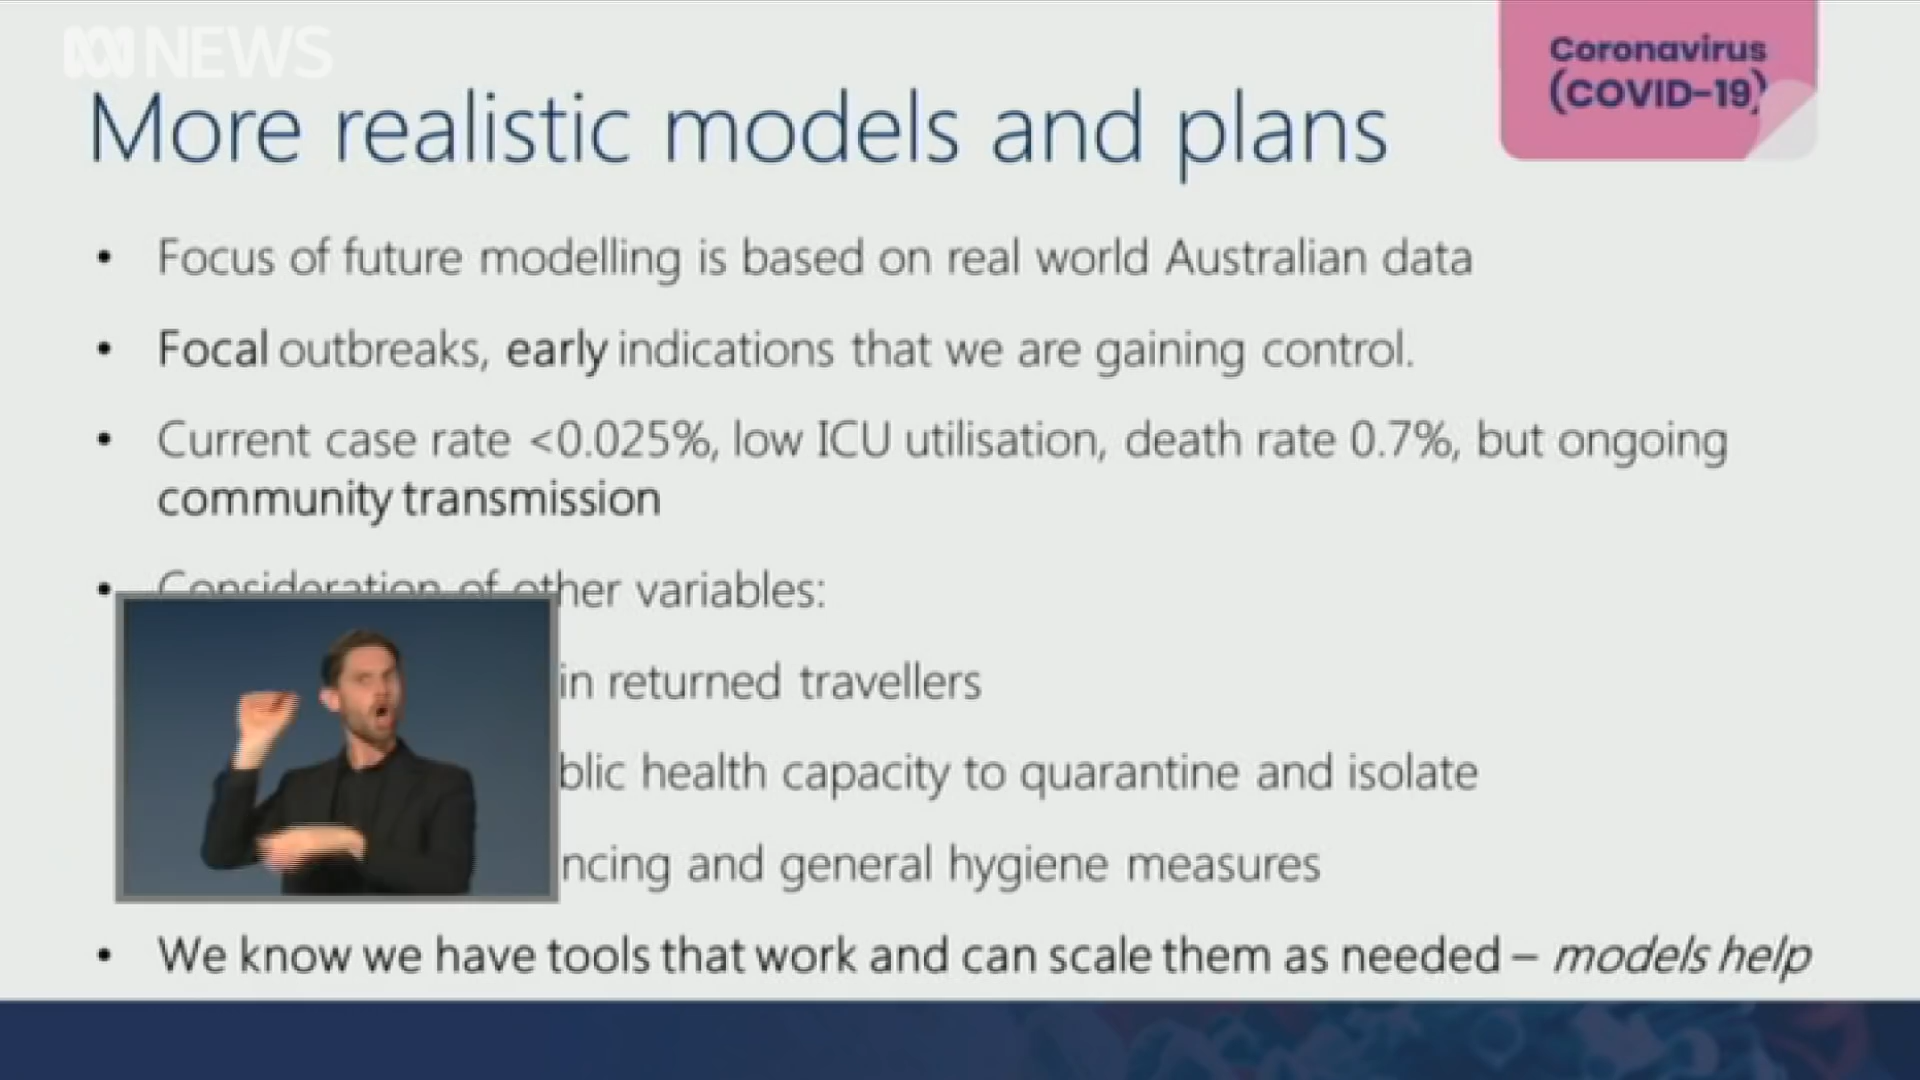 NEWS
Coronavirus
(COVID-19)
More realistic models and plans
• Focus of future modelling is based on real world Australian data
• Focal outbreaks, early indications that we are gaining control.
• Current case rate <0.025%, low ICU utilisation, death rate 0.7%, but ongoing
community transmission
• Consideration of other variables:
in returned travellers
blic health capacity to quarantine and isolate
ncing and general hygiene measures
• We know we have tools that work and can scale them as needed – models help